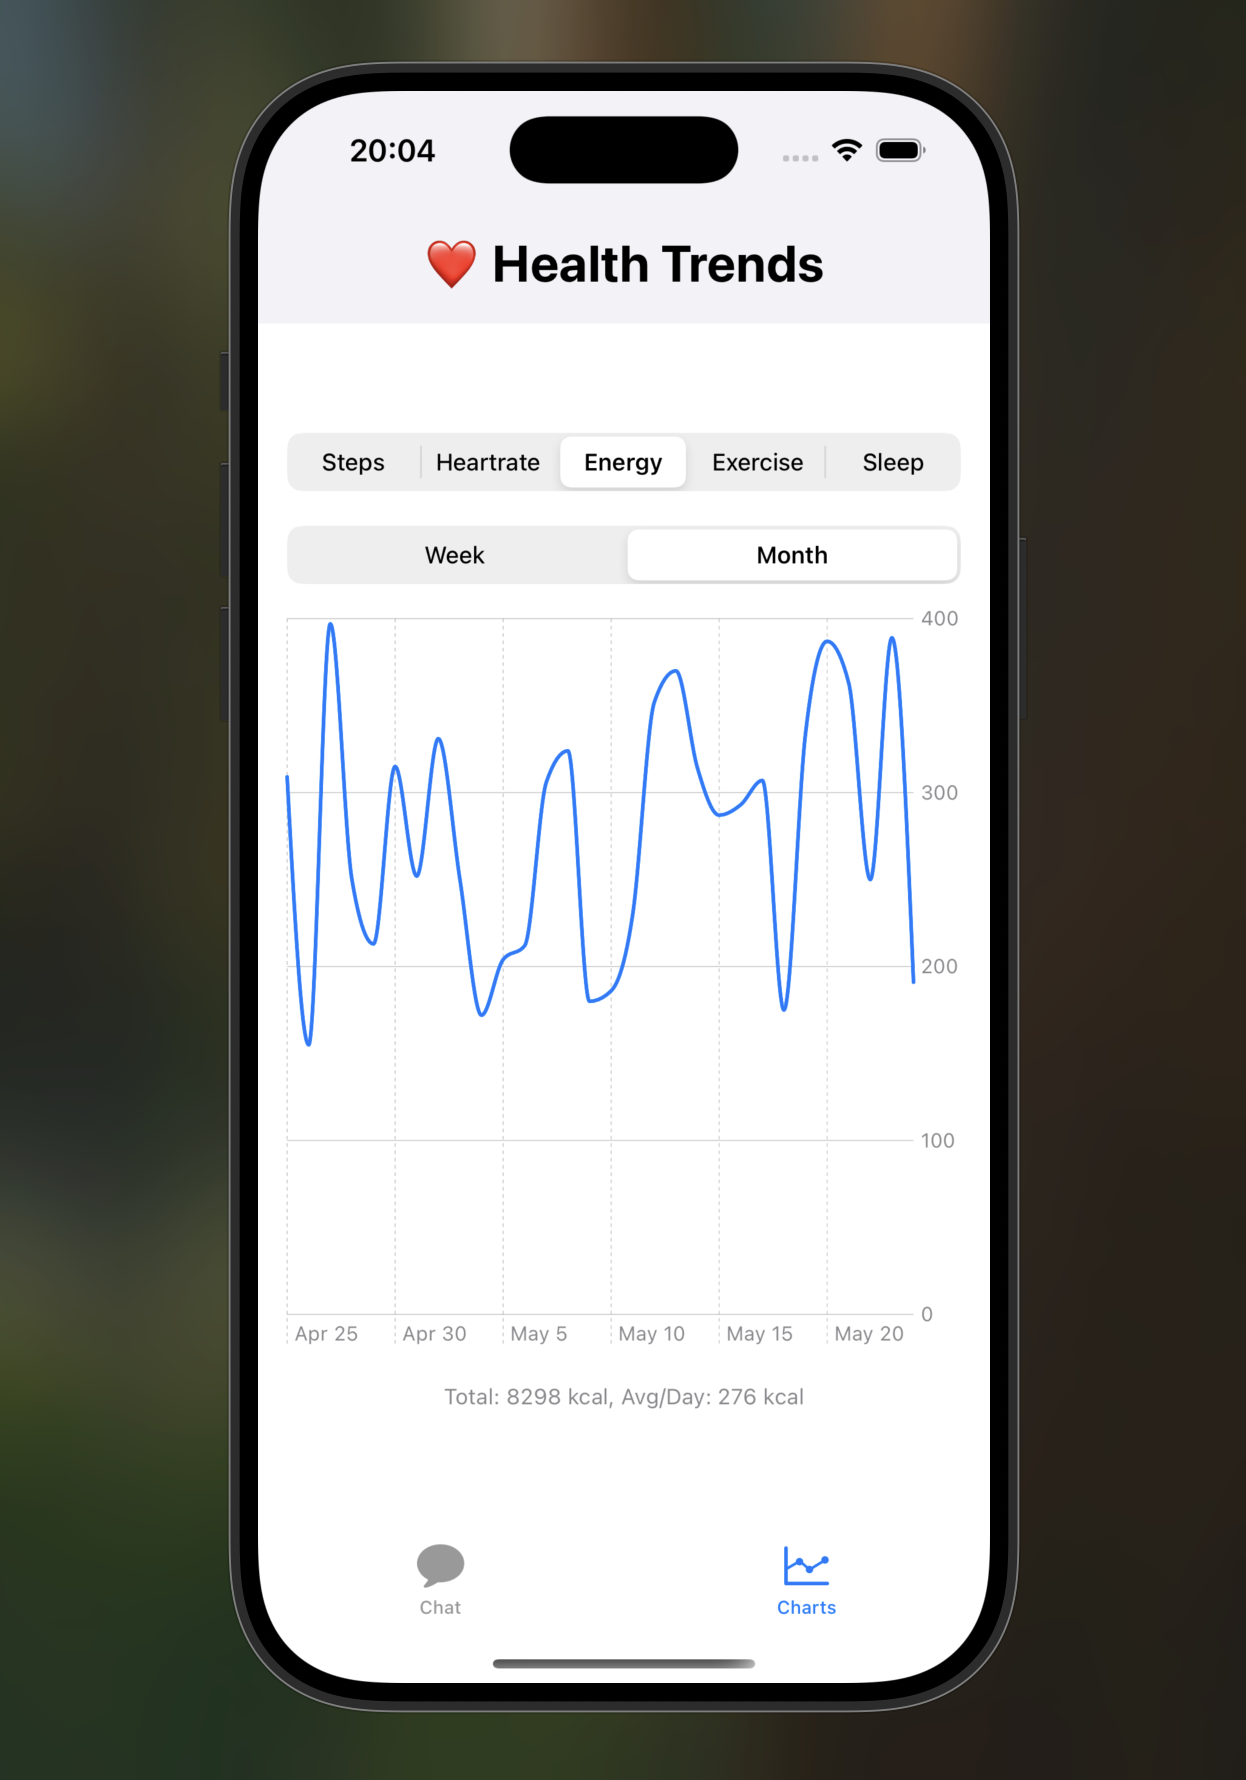 20:04
❤️ Health Trends
Steps Heartrate Energy Exercise Sleep
Week Month
400
300
200
100
0
Apr 25 Apr 30 May 5 May 10 May 15 May 20
Total: 8298 kcal, Avg/Day: 276 kcal
Chat Charts